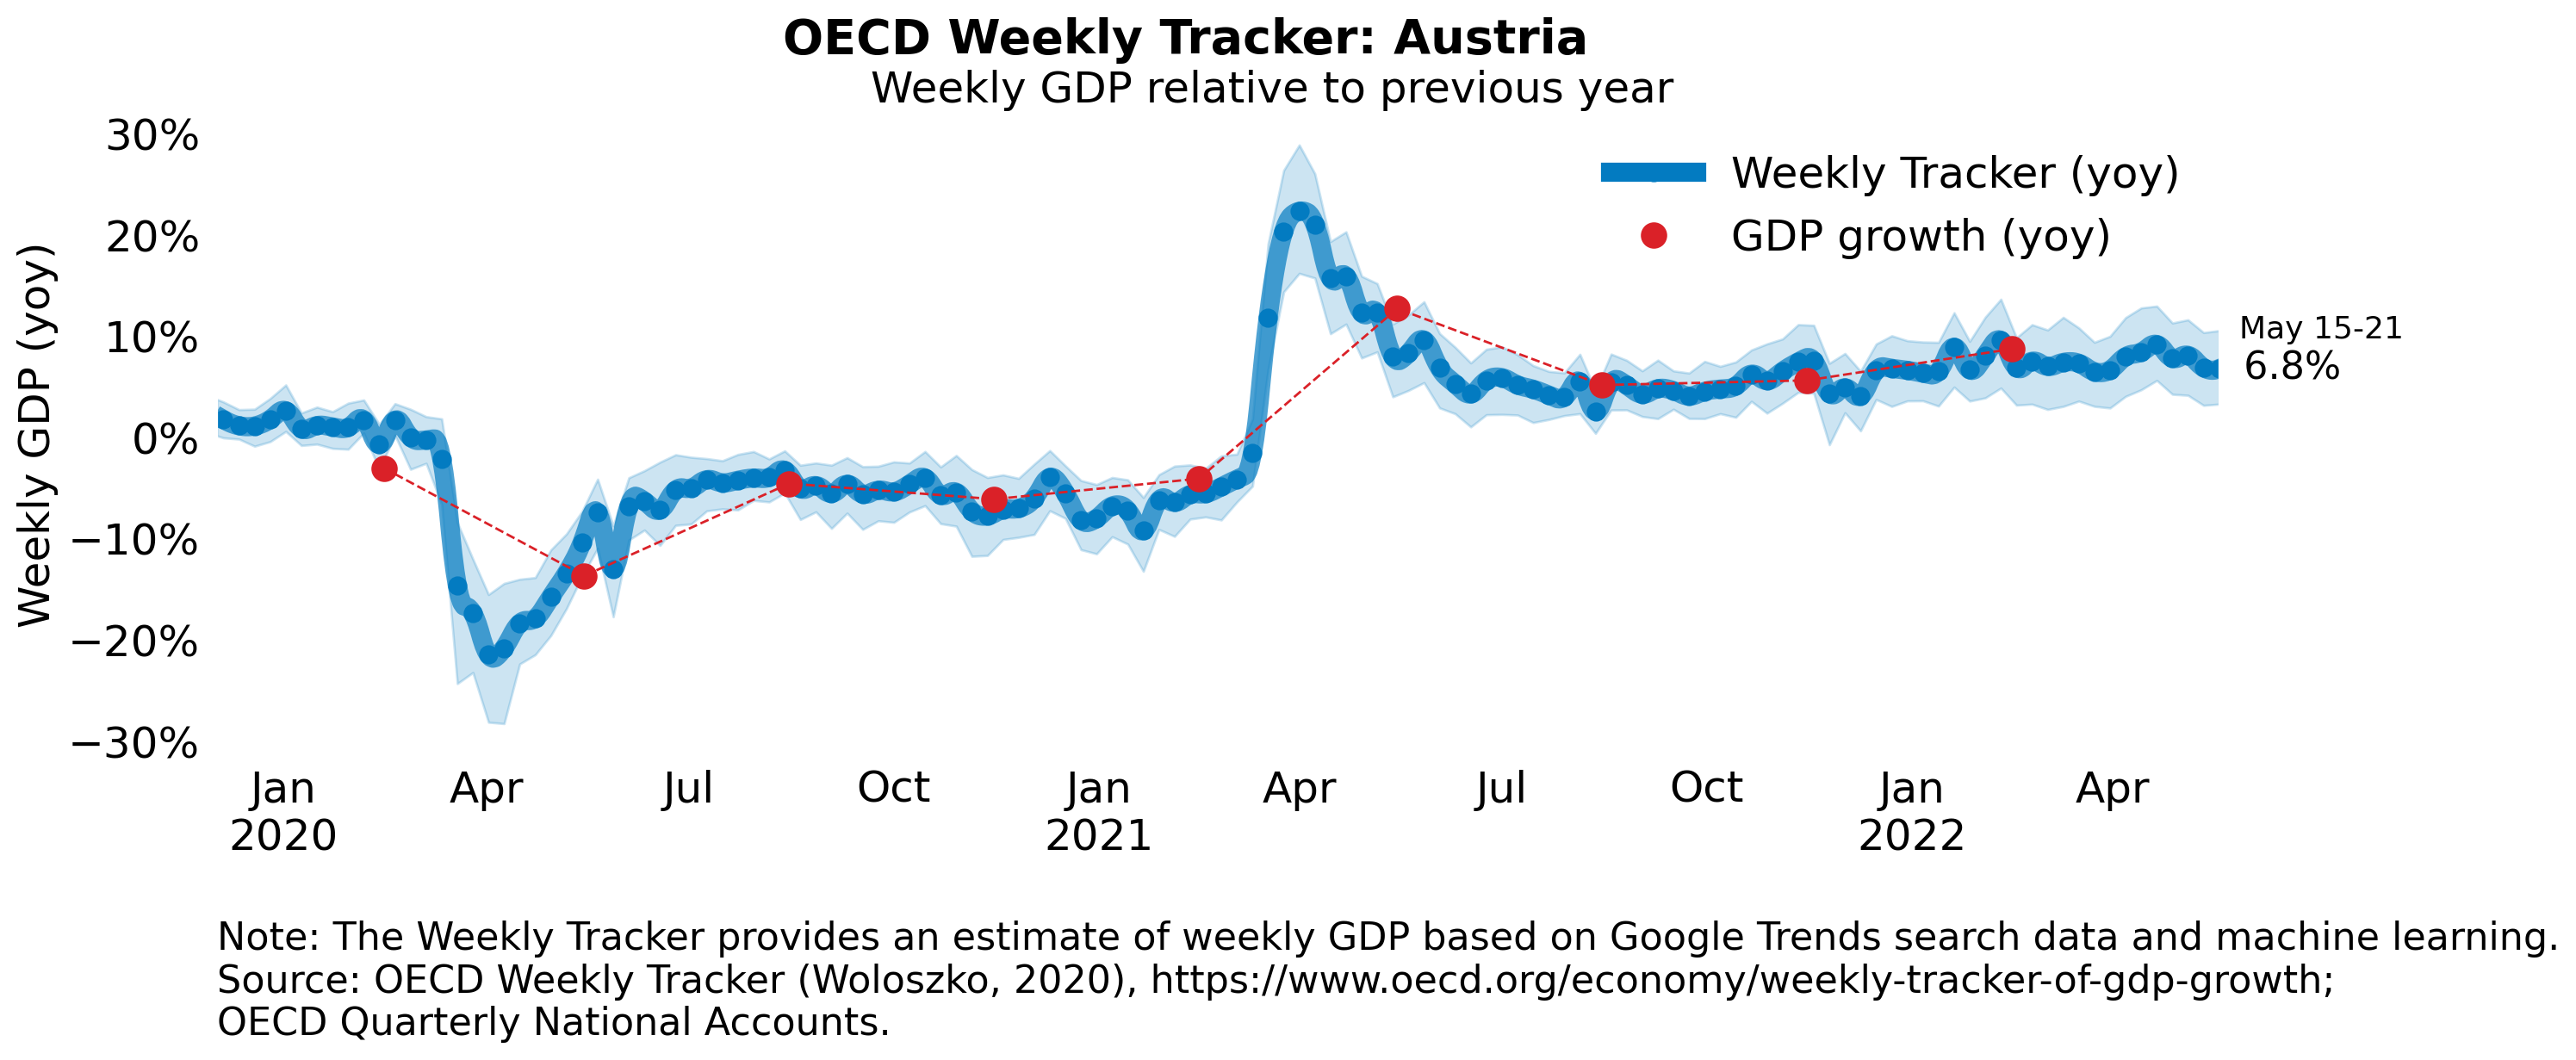 OECD Weekly Tracker: Austria
Weekly GDP relative to previous year
Weekly GDP (yoy)
30%
20%
10%
0%
−10%
−20%
−30%
Weekly Tracker (yoy)
GDP growth (yoy)
May 15-21
6.8%
Jan Apr Jul Oct Jan Apr Jul Oct Jan Apr
2020 2021 2022
Note: The Weekly Tracker provides an estimate of weekly GDP based on Google Trends search data and machine learning.
Source: OECD Weekly Tracker (Woloszko, 2020), https://www.oecd.org/economy/weekly-tracker-of-gdp-growth;
OECD Quarterly National Accounts.